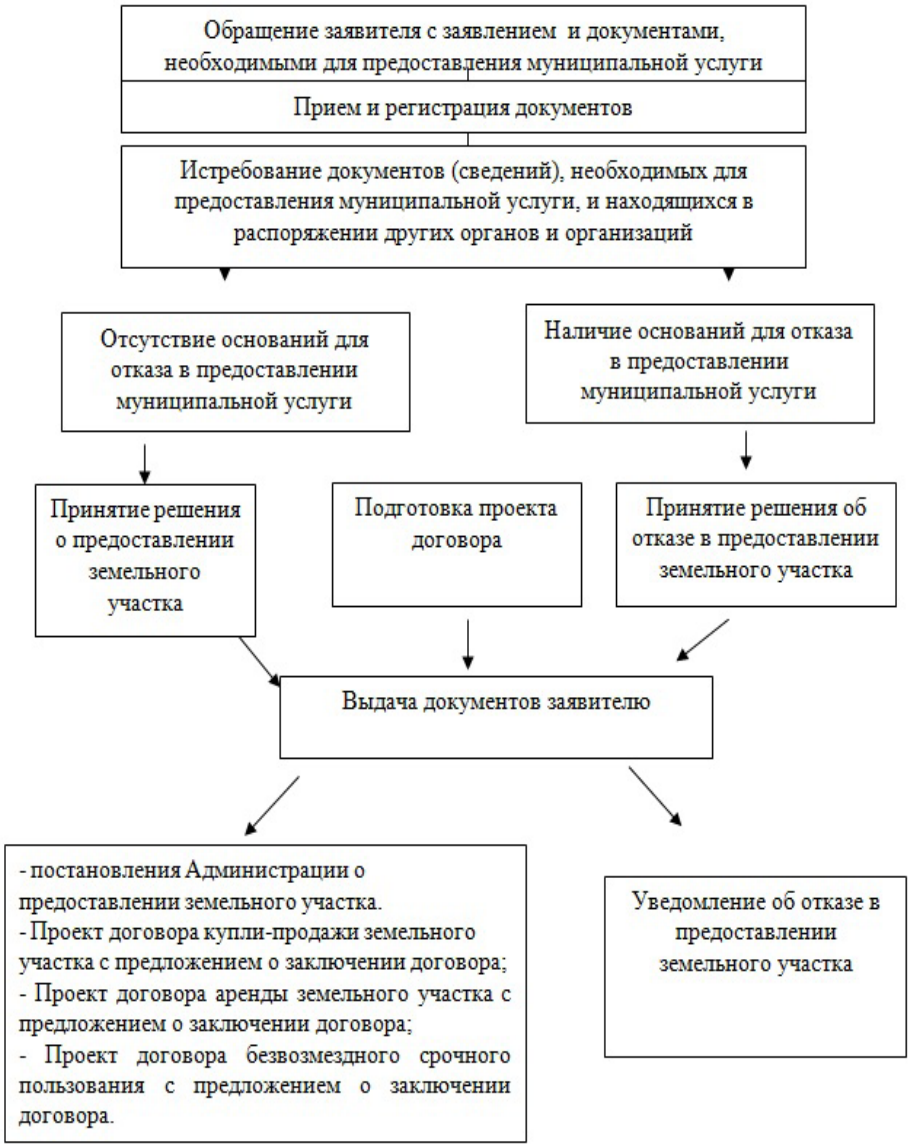 Обращение заявителя с заявлением и документами,
необходимыми для предоставления муниципальной услуги
Прием и регистрация документов
Истребование документов (сведений), необходимых для
предоставления муниципальной услуги, и находящихся в
распоряжении других органов и организаций
Отсутствие оснований для
отказа в предоставлении
муниципальной услуги
Наличие оснований для отказа
в предоставлении
муниципальной услуги
Принятие решения
о предоставлении
земельного
участка
Подготовка проекта
договора
Принятие решения об
отказе в предоставлении
земельного участка
Выдача документов заявителю
- постановления Администрации о
предоставлении земельного участка.
- Проект договора купли-продажи земельного
участка с предложением о заключении договора;
- Проект договора аренды земельного участка с
предложением о заключении договора;
- Проект договора безвозмездного срочного
пользования с предложением о заключении
договора.
Уведомление об отказе в
предоставлении
земельного участка